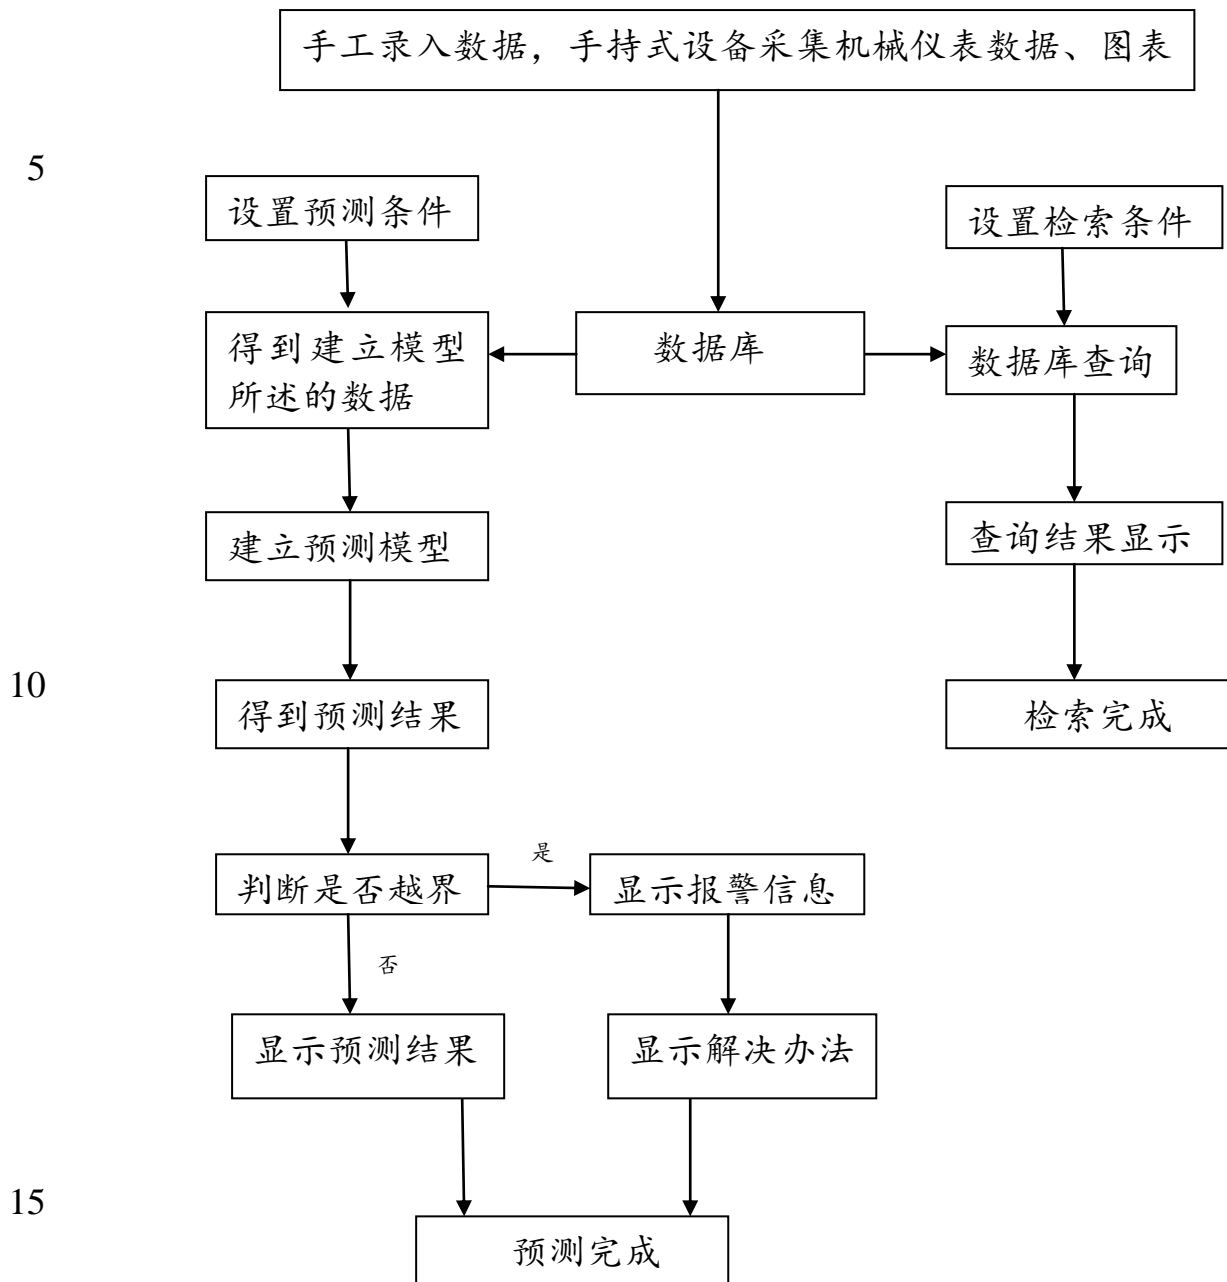 手工录入数据，手持式设备采集机械仪表数据、图表
5
设置预测条件
设置检索条件
得到建立模型
所述的数据
数据库
数据库查询
建立预测模型
查询结果显示
10
得到预测结果
检索完成
判断是否越界
是
显示报警信息
否
显示预测结果
显示解决办法
15
预测完成